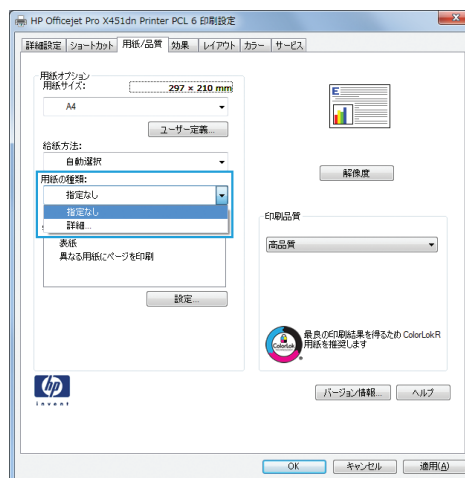 HP Officejet Pro X451dn Printer PCL 6 印刷設定
詳細設定 ショートカット 用紙/品質 効果 レイアウト カラー サービス
用紙オプション
用紙サイズ: 297 × 210 mm
A4
ユーザー定義...
給紙方法:
自動選択
用紙の種類:
指定なし
指定なし
詳細...
表紙
異なる用紙にページを印刷
設定...
E
解像度
印刷品質
高品質
ColorLok
最良の印刷結果を得るため ColorLokR
用紙を推奨します
hp
invent
バージョン情報... ヘルプ
OK キャンセル 適用(A)